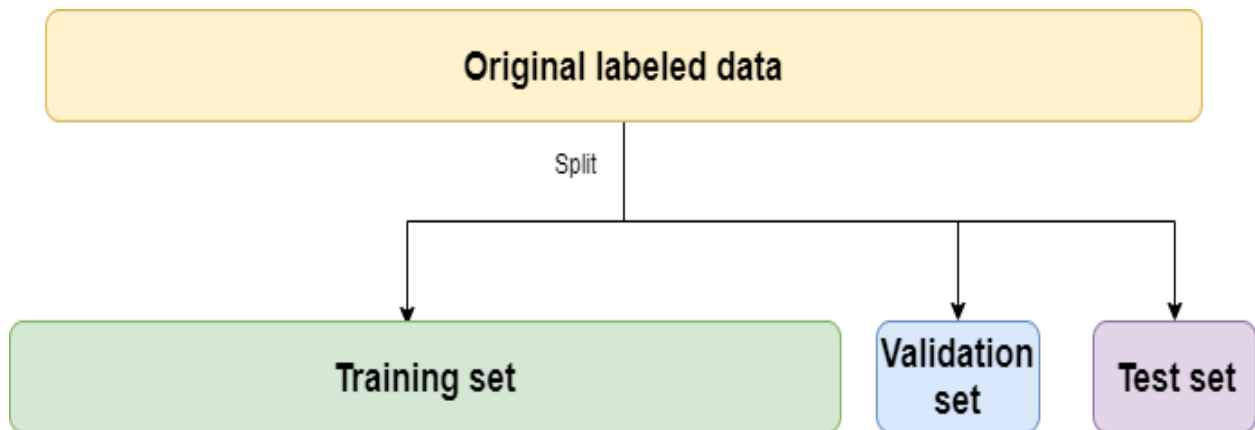 Original labeled data
Split
Training set
Validation
set
Test set